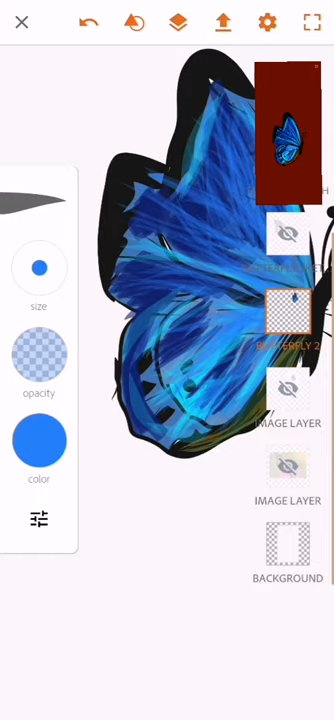 size
opacity
color
BUTTERFLY 2
IMAGE LAYER
IMAGE LAYER
BACKGROUND